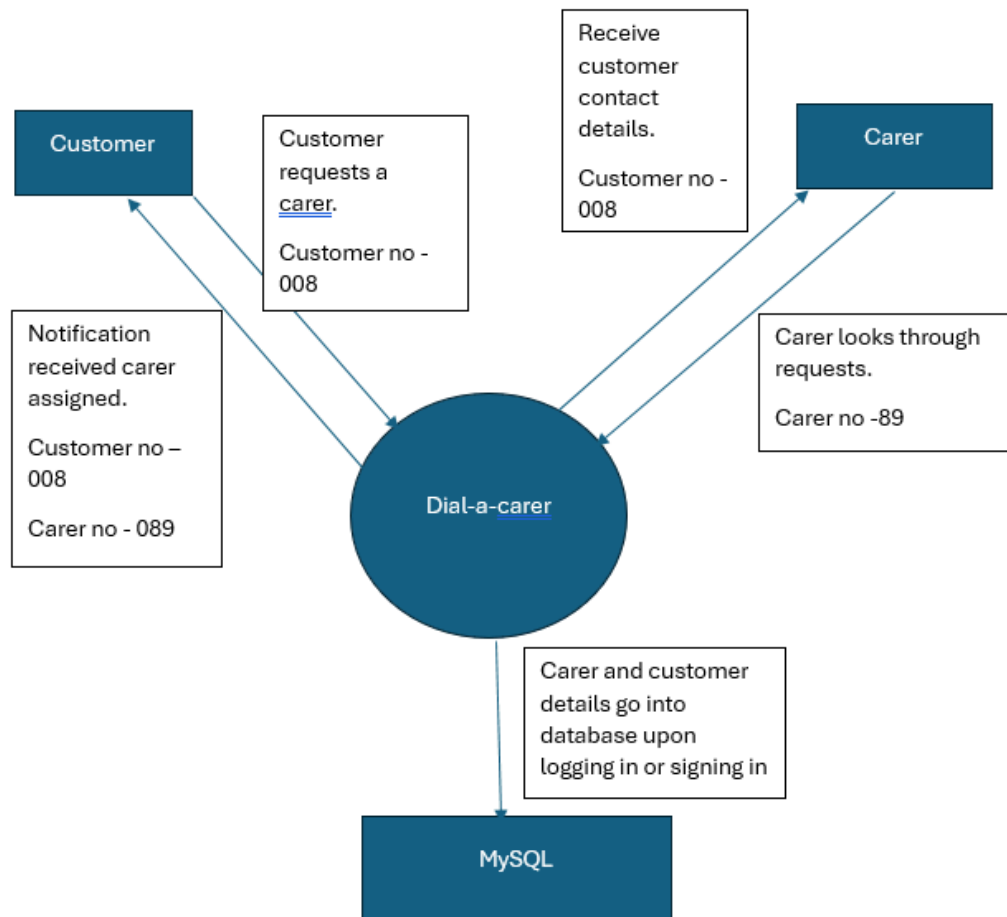 Receive
customer
contact
details.
Customer no -
008
Customer
Customer
requests a
carer.
Customer no -
008
Carer
Notification
received carer
assigned.
Customer no –
008
Carer no - 089
Carer looks through
requests.
Carer no -89
Dial-a-carer
Carer and customer
details go into
database upon
logging in or signing in
MySQL